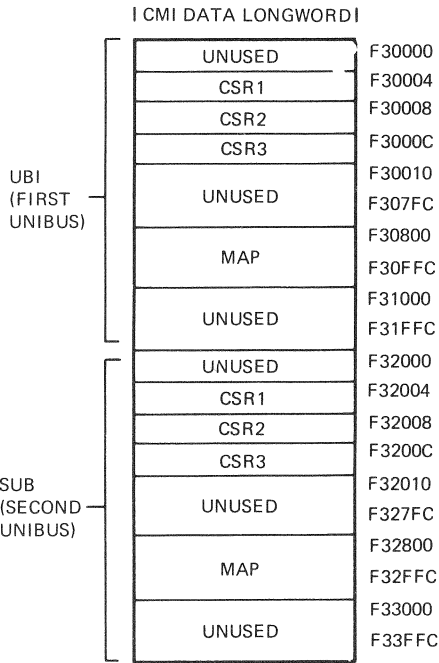 CMI DATA LONGWORD
UNUSED F30000
CSR1 F30004
CSR2 F30008
CSR3 F3000C
UBI
(FIRST
UNIBUS)
UNUSED
F30010
F307FC
MAP
F30800
F30FFC
UNUSED
F31000
F31FFC
UNUSED F32000
CSR1 F32004
CSR2 F32008
CSR3 F3200C
SUB
(SECOND
UNIBUS)
UNUSED
F32010
F327FC
MAP
F32800
F32FFC
UNUSED
F33000
F33FFC